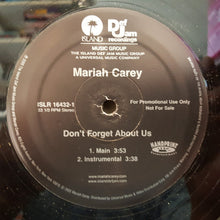 ISLAND
Def Jam
recordings
MUSIC GROUP
THE ISLAND DEF JAM MUSIC GROUP
A UNIVERSAL MUSIC COMPANY
Mariah Carey
ISLR 16432-1
33 1/3 RPM Stereo
For Promotional Use Only
Not For Sale
Don't Forget About Us
1. Main 3:53
2. Instrumental 3:38
www.mariahcarey.com
www.islandrecords.com